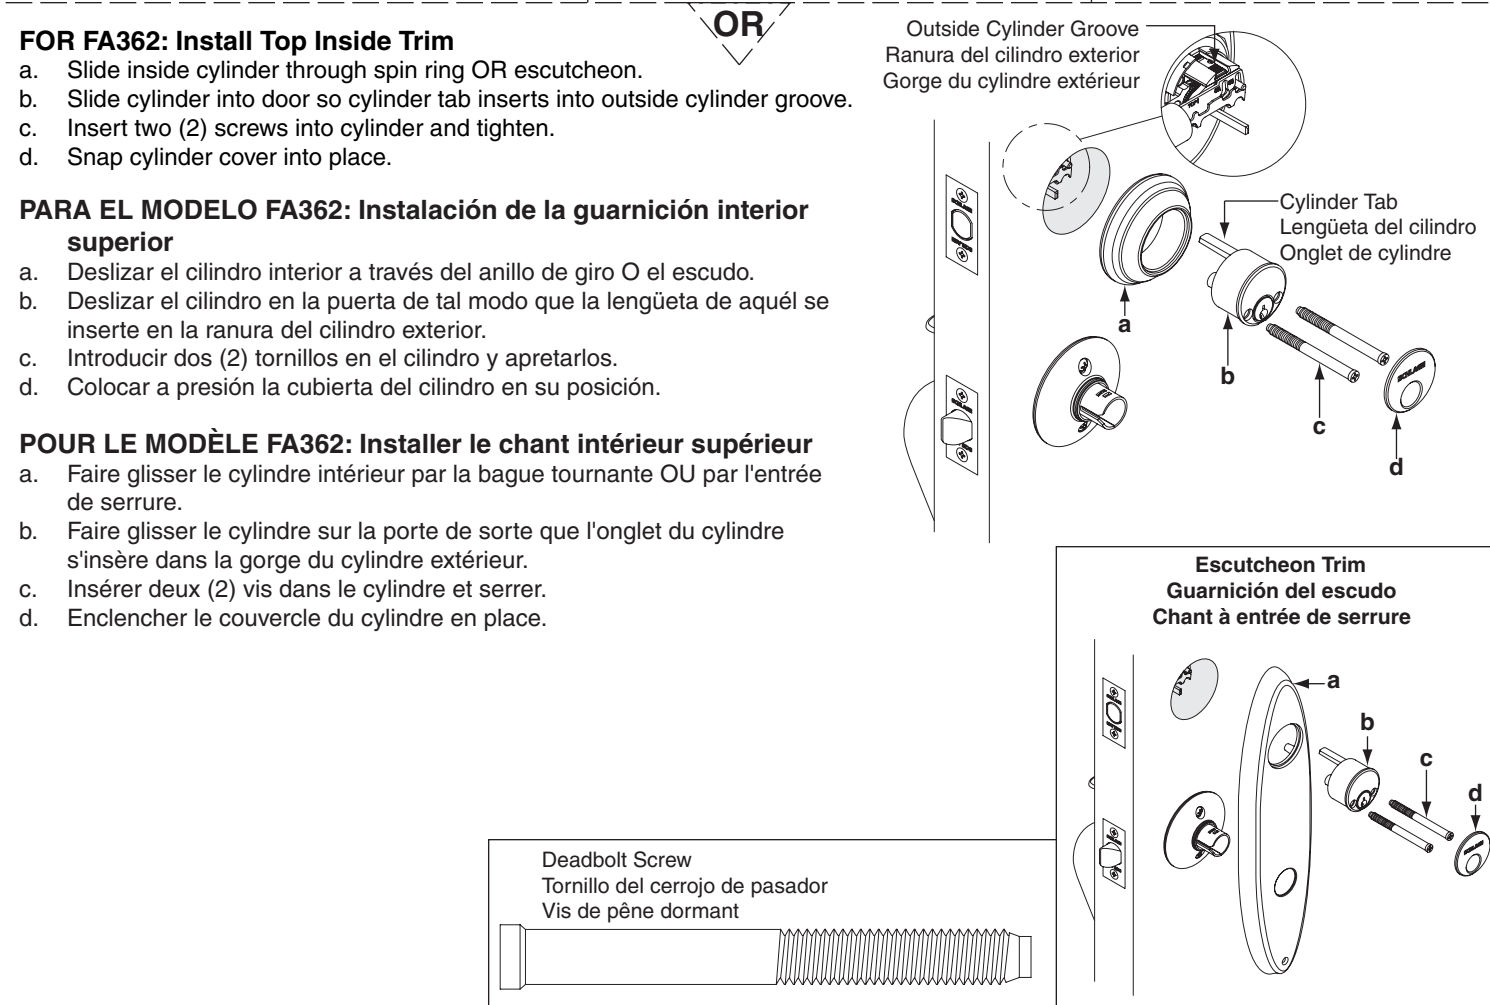 OR
FOR FA362: Install Top Inside Trim
a. Slide inside cylinder through spin ring OR escutcheon.
b. Slide cylinder into door so cylinder tab inserts into outside cylinder groove.
c. Insert two (2) screws into cylinder and tighten.
d. Snap cylinder cover into place.
PARA EL MODELO FA362: Instalación de la guarnición interior
superior
a. Deslizar el cilindro interior a través del anillo de giro O el escudo.
b. Deslizar el cilindro en la puerta de tal modo que la lengüeta de aquél se
inserte en la ranura del cilindro exterior.
c. Introducir dos (2) tornillos en el cilindro y apretarlos.
d. Colocar a presión la cubierta del cilindro en su posición.
POUR LE MODÈLE FA362: Installer le chant intérieur supérieur
a. Faire glisser le cylindre intérieur par la bague tournante OU par l'entrée
de serrure.
b. Faire glisser le cylindre sur la porte de sorte que l'onglet du cylindre
s'insère dans la gorge du cylindre extérieur.
c. Insérer deux (2) vis dans le cylindre et serrer.
d. Enclencher le couvercle du cylindre en place.
Outside Cylinder Groove
Ranura del cilindro exterior
Gorge du cylindre extérieur
Cylinder Tab
Lengüeta del cilindro
Onglet de cylindre
a
b
c
SCHLAGE
d
Escutcheon Trim
Guarnición del escudo
Chant à entrée de serrure
a
b
c
d
SCHLAGE
Deadbolt Screw
Tornillo del cerrojo de pasador
Vis de pêne dormant